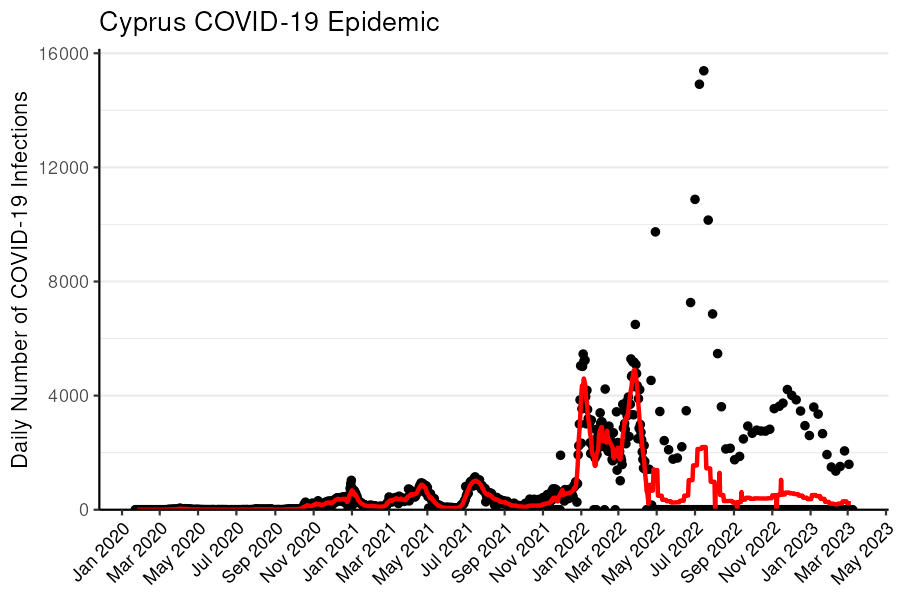 Cyprus COVID-19 Epidemic
Daily Number of COVID-19 Infections
16000
12000
8000
4000
0
Jan 2020
Mar 2020
May 2020
Jul 2020
Sep 2020
Nov 2020
Jan 2021
Mar 2021
May 2021
Jul 2021
Sep 2021
Nov 2021
Jan 2022
Mar 2022
May 2022
Jul 2022
Sep 2022
Nov 2022
Jan 2023
Mar 2023
May 2023